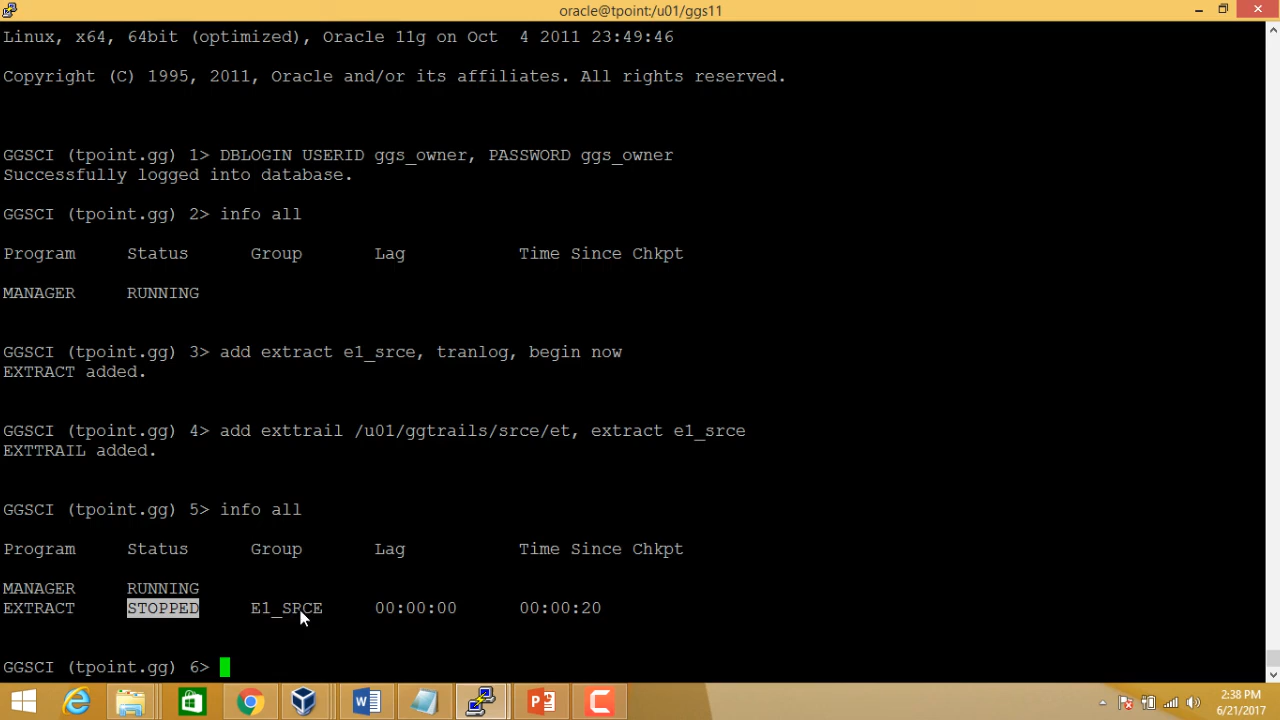 oracle@tpoint:/u01/ggs11
Linux, x64, 64bit (optimized), Oracle 11g on Oct  4 2011 23:49:46
Copyright (C) 1995, 2011, Oracle and/or its affiliates. All rights reserved.
GGSCI (tpoint.gg) 1> DBLOGIN USERID ggs_owner, PASSWORD ggs_owner
Successfully logged into database.
GGSCI (tpoint.gg) 2> info all
Program     Status      Group       Lag           Time Since Chkpt
MANAGER     RUNNING
GGSCI (tpoint.gg) 3> add extract e1_srce, tranlog, begin now
EXTRACT added.
GGSCI (tpoint.gg) 4> add exttrail /u01/ggtrails/srce/et, extract e1_srce
EXTTRAIL added.
GGSCI (tpoint.gg) 5> info all
Program     Status      Group       Lag           Time Since Chkpt
MANAGER     RUNNING
EXTRACT     STOPPED     E1_SRCE     00:00:00      00:00:20
GGSCI (tpoint.gg) 6>
2:38 PM
6/21/2017